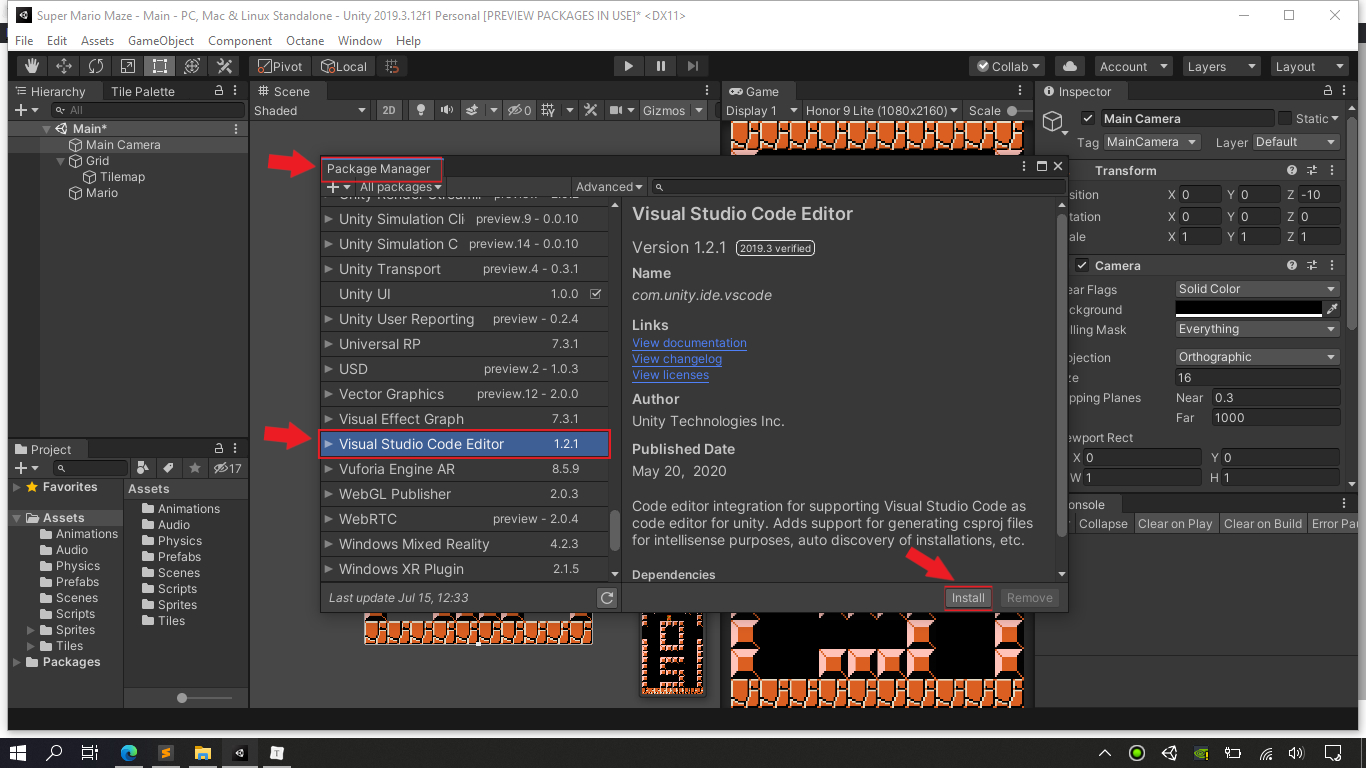 Super Mario Maze - Main - PC, Mac & Linux Standalone - Unity 2019.3.12f1 Personal [PREVIEW PACKAGES IN USE]* <DX11>
File Edit Assets GameObject Component Octane Window Help
Pivot Local Collab Account Layers Layout
Hierarchy Tile Palette
All
Main*
Main Camera
Grid
Tilemap
Mario
Scene
Shaded 2D 0 Gizmos
Game
Display 1 Honor 9 Lite (1080x2160) Scale
Inspector
Main Camera Static
Tag MainCamera Layer Default
Transform
sition X 0 Y 0 Z -10
tation X 0 Y 0 Z 0
ale X 1 Y 1 Z 1
Camera
ear Flags Solid Color
ckground
lling Mask Everything
ojection Orthographic
ze 16
pping Planes Near 0.3
Far 1000
ewport Rect
X 0 Y 0
W 1 H 1
onsole
Collapse Clear on Play Clear on Build Error Pa
Package Manager
All packages Advanced
Unity Simulation Cli preview.9 - 0.0.10
Unity Simulation C preview.14 - 0.0.10
Unity Transport preview.4 - 0.3.1
Unity UI 1.0.0
Unity User Reporting preview - 0.2.4
Universal RP 7.3.1
USD preview.2 - 1.0.3
Vector Graphics preview.12 - 2.0.0
Visual Effect Graph 7.3.1
Visual Studio Code Editor 1.2.1
Vuforia Engine AR 8.5.9
WebGL Publisher 2.0.3
WebRTC preview - 2.0.4
Windows Mixed Reality 4.2.3
Windows XR Plugin 2.1.5
Last update Jul 15, 12:33
Visual Studio Code Editor
Version 1.2.1 2019.3 verified
Name
com.unity.ide.vscode
Links
View documentation
View changelog
View licenses
Author
Unity Technologies Inc.
Published Date
May 20, 2020
Code editor integration for supporting Visual Studio Code as
code editor for unity. Adds support for generating csproj files
for intellisense purposes, auto discovery of installations, etc.
Dependencies
Install Remove
Project
17
Favorites
Assets
Animations
Audio
Physics
Prefabs
Scenes
Scripts
Sprites
Tiles
Packages
Assets
Animations
Audio
Physics
Prefabs
Scenes
Scripts
Sprites
Tiles